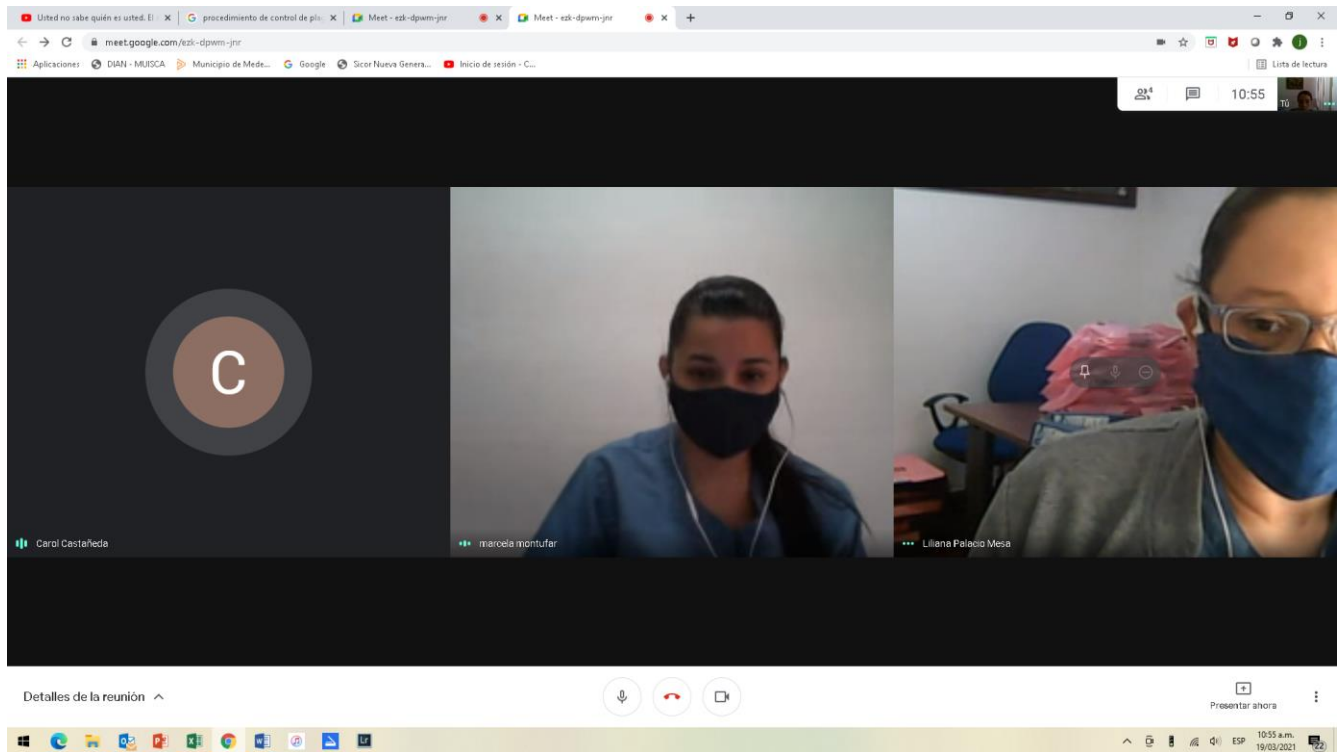 Usted no sabe quién es usted. El
procedimiento de control de pla
Meet - ezk-dpwm-jnr
Meet - ezk-dpwm-jnr
meet.google.com/ezk-dpwm-jnr
Aplicaciones
DIAN - MUISCA
Municipio de Mede...
Google
Sicor Nueva Genera...
Inicio de sesión - C...
Lista de lectura
4
10:55
Tú
C
Carol Castañeda
marcela montufar
Liliana Palacio Mesa
Detalles de la reunión
Presentar ahora
ESP
10:55 a.m.
19/03/2021
22